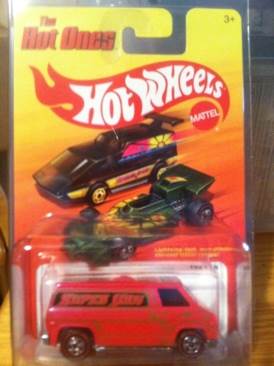 The
Hot Ones
3+
Hot Wheels
MATTEL
SUPER VAN